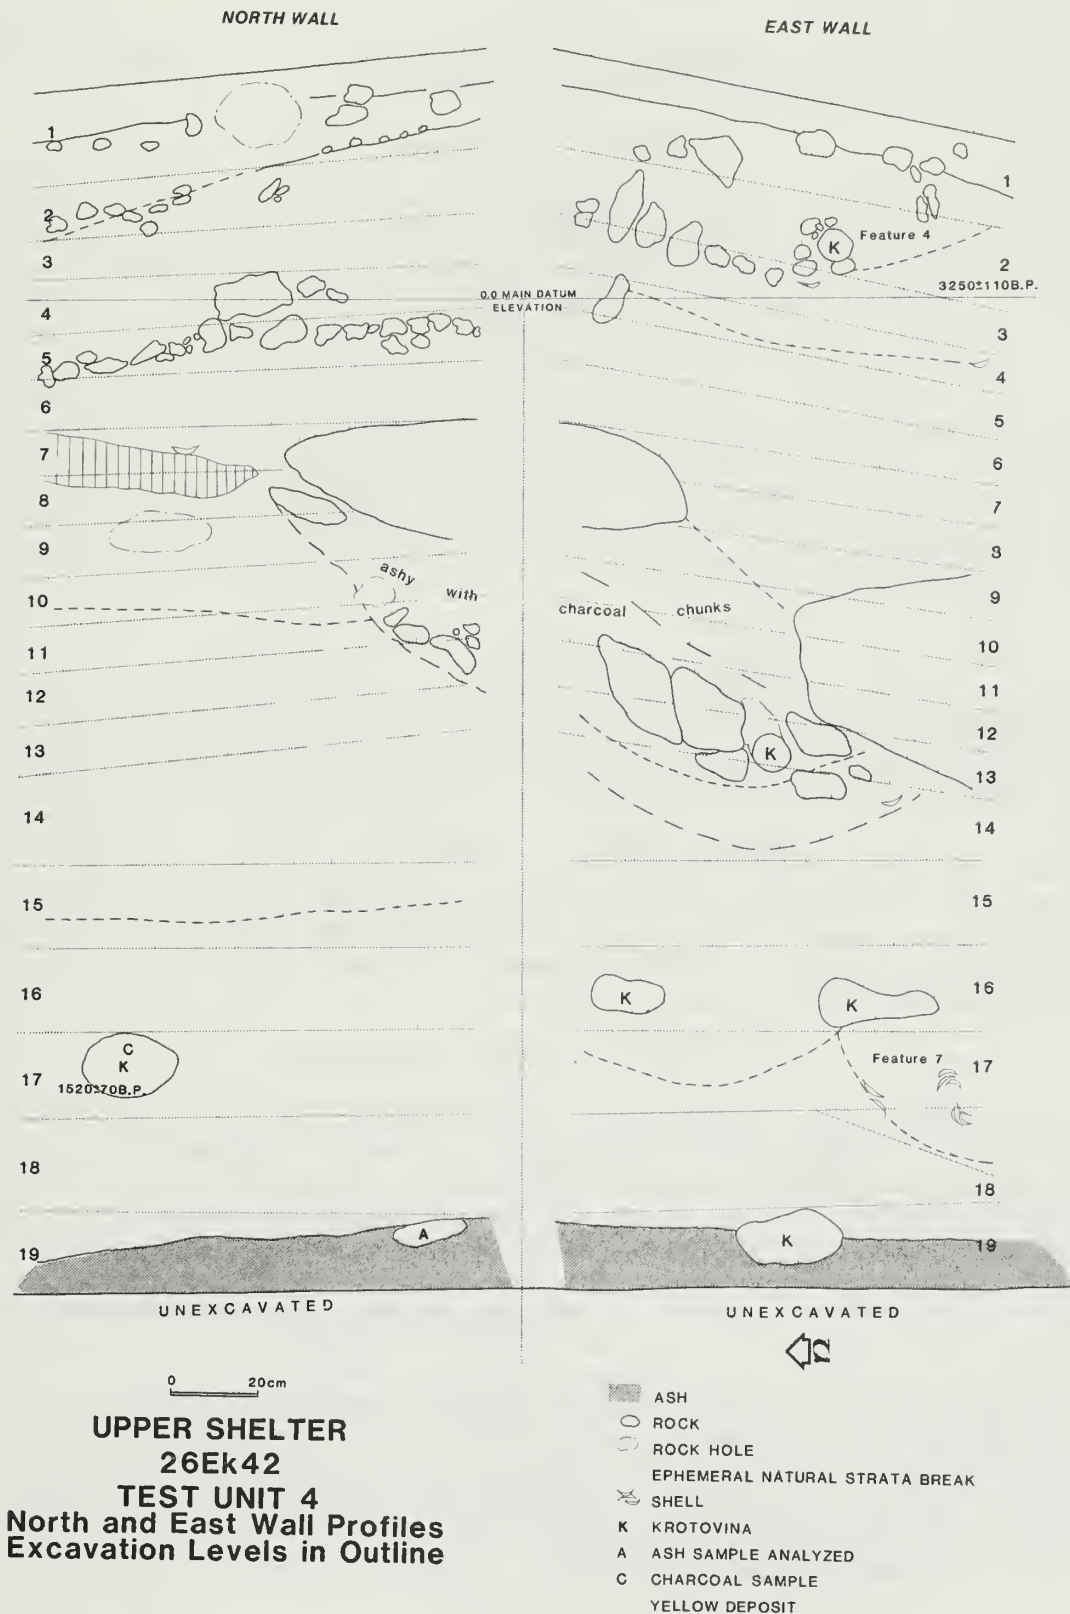 NORTH WALL
EAST WALL
1
2
3
4
5
6
7
8
9
10
11
12
13
14
15
16
C
K
17
1520±70B.P.
18
A
19
UNEXCAVATED
0.0 MAIN DATUM
ELEVATION
ashy
with
charcoal
chunks
1
K
Feature 4
2
3250±110B.P.
3
4
5
6
7
8
9
10
11
12
K
13
14
15
16
K
K
Feature 7
17
18
K
19
UNEXCAVATED
0 20cm
UPPER SHELTER
26Ek42
TEST UNIT 4
North and East Wall Profiles
Excavation Levels in Outline
ASH
ROCK
ROCK HOLE
EPHEMERAL NATURAL STRATA BREAK
SHELL
K KROTOVINA
A ASH SAMPLE ANALYZED
C CHARCOAL SAMPLE
YELLOW DEPOSIT